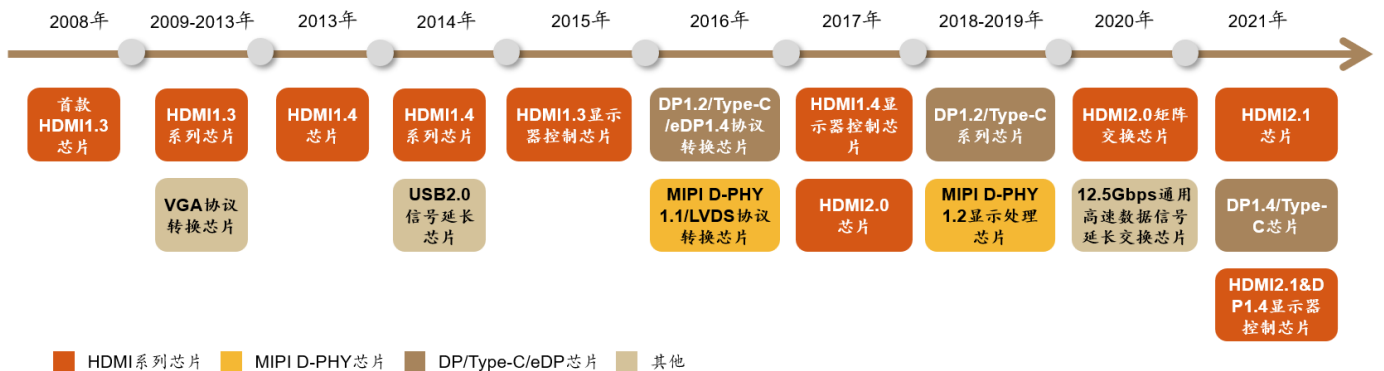 2008年
2009-2013年
2013年
2014年
2015年
2016年
2017年
2018-2019年
2020年
2021年
首款
HDMI1.3
芯片
HDMI1.3
系列芯片
HDMI1.4
芯片
HDMI1.4
系列芯片
HDMI1.3显示
器控制芯片
DP1.2/Type-C
/eDP1.4协议
转换芯片
HDMI1.4显
示器控制芯
片
DP1.2/Type-C
系列芯片
HDMI2.0矩阵
交换芯片
HDMI2.1
芯片
VGA协议
转换芯片
USB2.0
信号延长
芯片
MIPI D-PHY
1.1/LVDS协议
转换芯片
HDMI2.0
芯片
MIPI D-PHY
1.2显示处理
芯片
12.5Gbps通用
高速数据信号
延长交换芯片
DP1.4/Type-
C芯片
HDMI2.1&D
P1.4显示器
控制芯片
HDMI系列芯片
MIPI D-PHY芯片
DP/Type-C/eDP芯片
其他